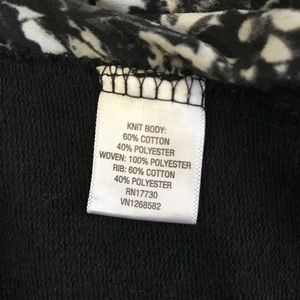 KNIT BODY:
60% COTTON
40% POLYESTER
WOVEN: 100% POLYESTER
RIB: 60% COTTON
40% POLYESTER
RN17730
VN1268582